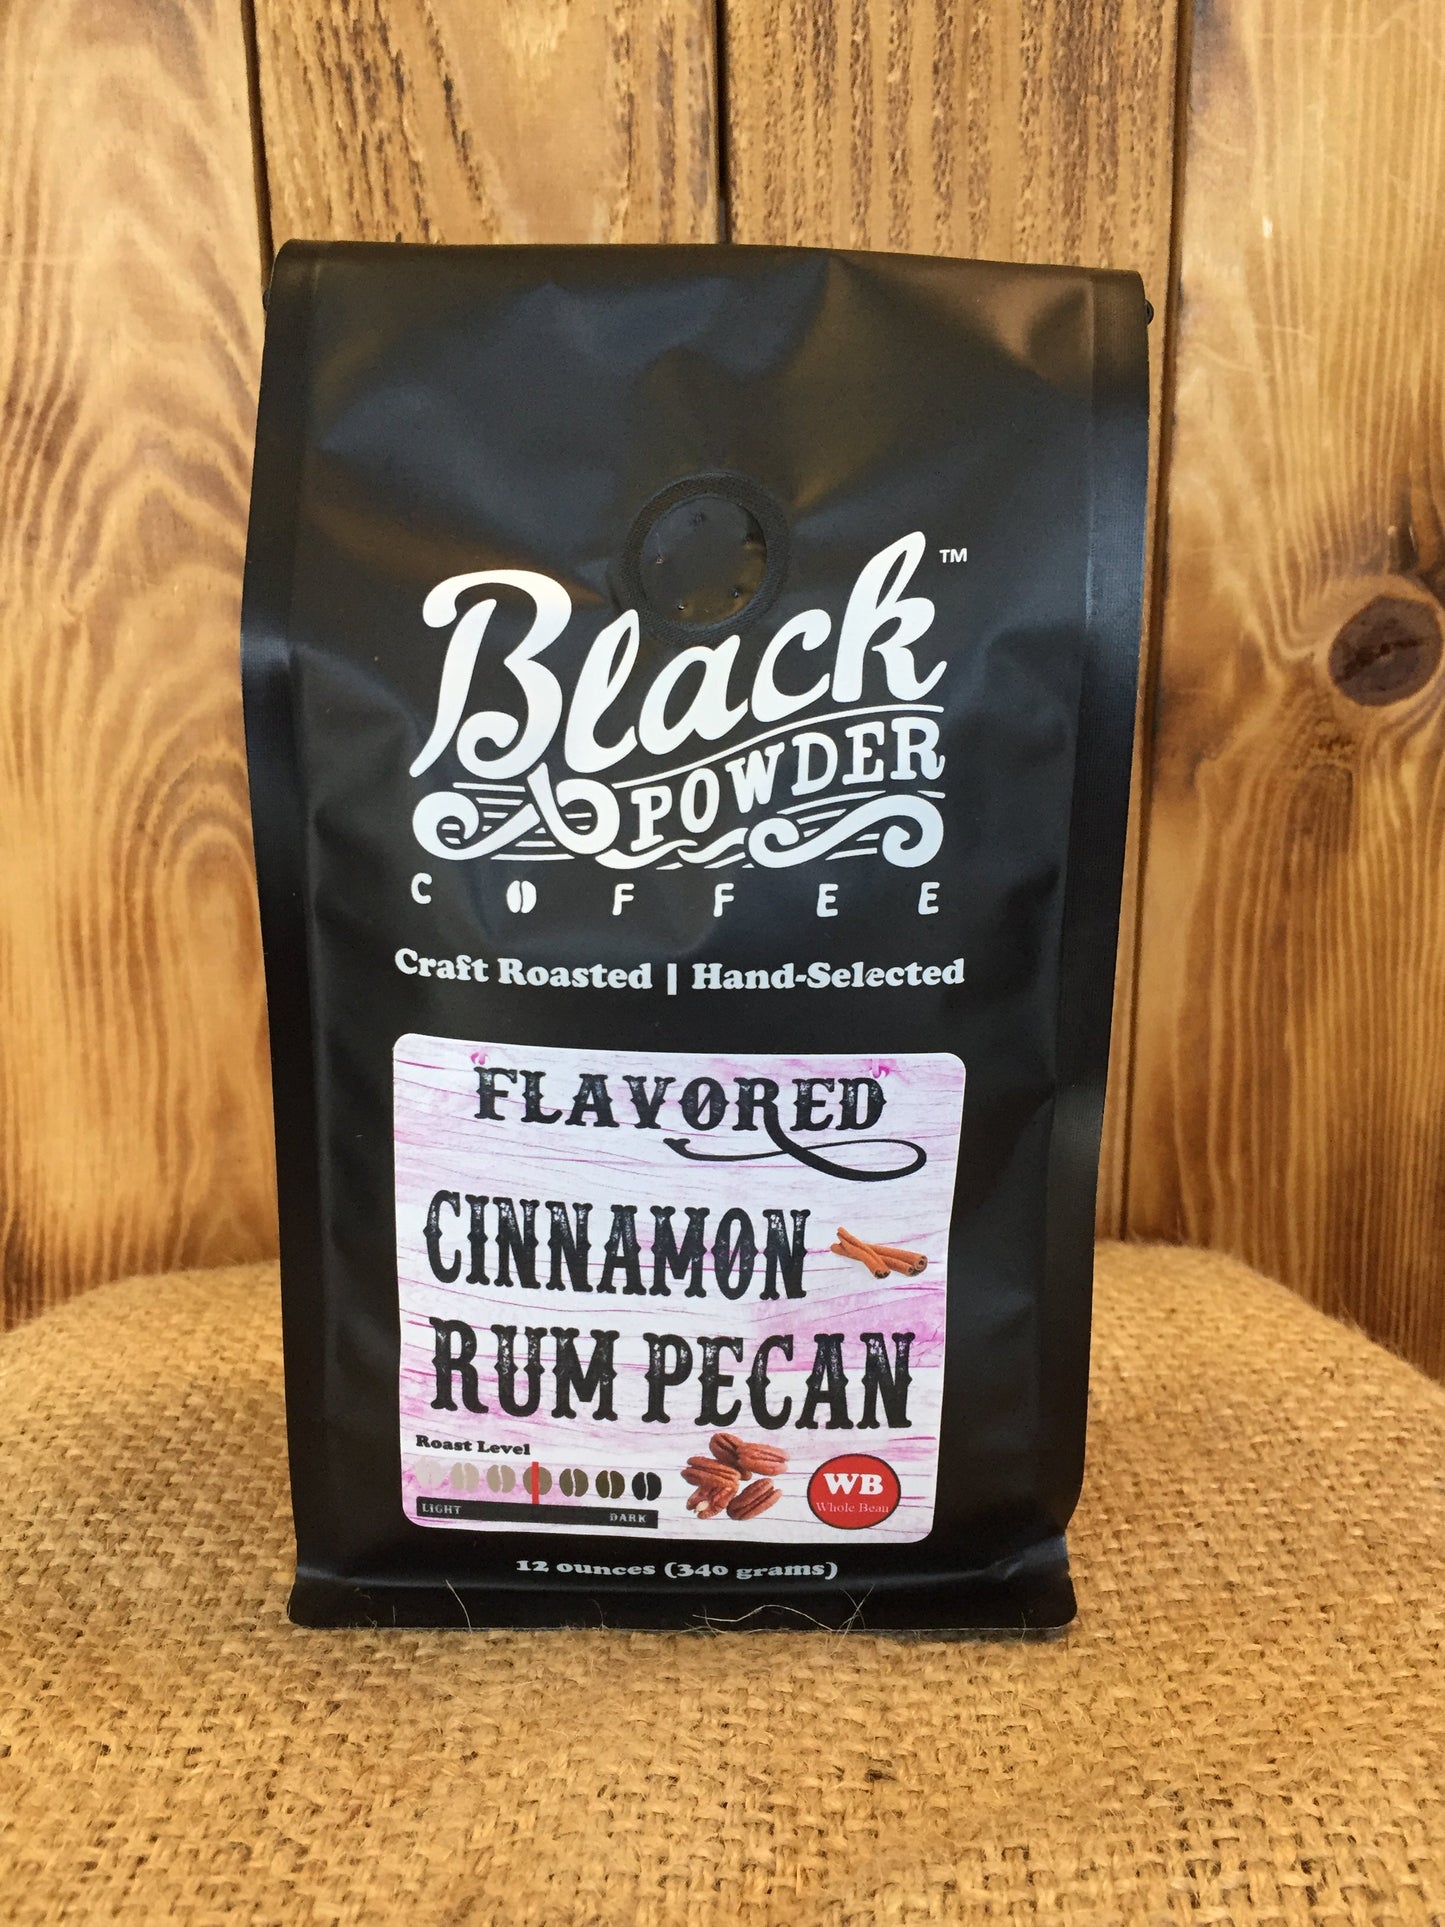 Black™
POWDER
COFFEE
Craft Roasted | Hand-Selected
"FLAVORED"
CINNAMON
RUM PECAN
Roast Level
LIGHT DARK
WB
Whole Bean
12 ounces (340 grams)